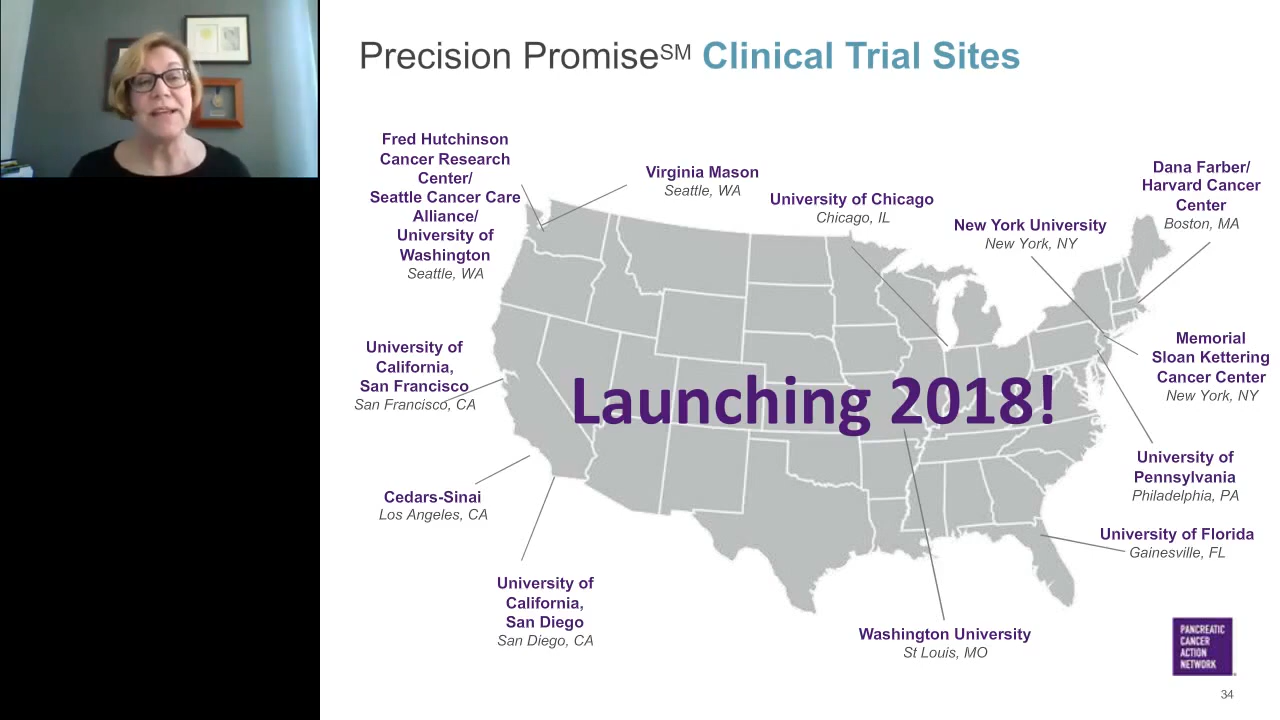 Precision Promise℠ Clinical Trial Sites
Fred Hutchinson
Cancer Research
Center/
Seattle Cancer Care
Alliance/
University of
Washington
Seattle, WA
Virginia Mason
Seattle, WA
University of Chicago
Chicago, IL
New York University
New York, NY
Dana Farber/
Harvard Cancer
Center
Boston, MA
University of
California,
San Francisco
San Francisco, CA
Launching 2018!
Memorial
Sloan Kettering
Cancer Center
New York, NY
University of
Pennsylvania
Philadelphia, PA
Cedars-Sinai
Los Angeles, CA
University of Florida
Gainesville, FL
University of
California,
San Diego
San Diego, CA
Washington University
St Louis, MO
PANCREATIC
CANCER
ACTION
NETWORK
34